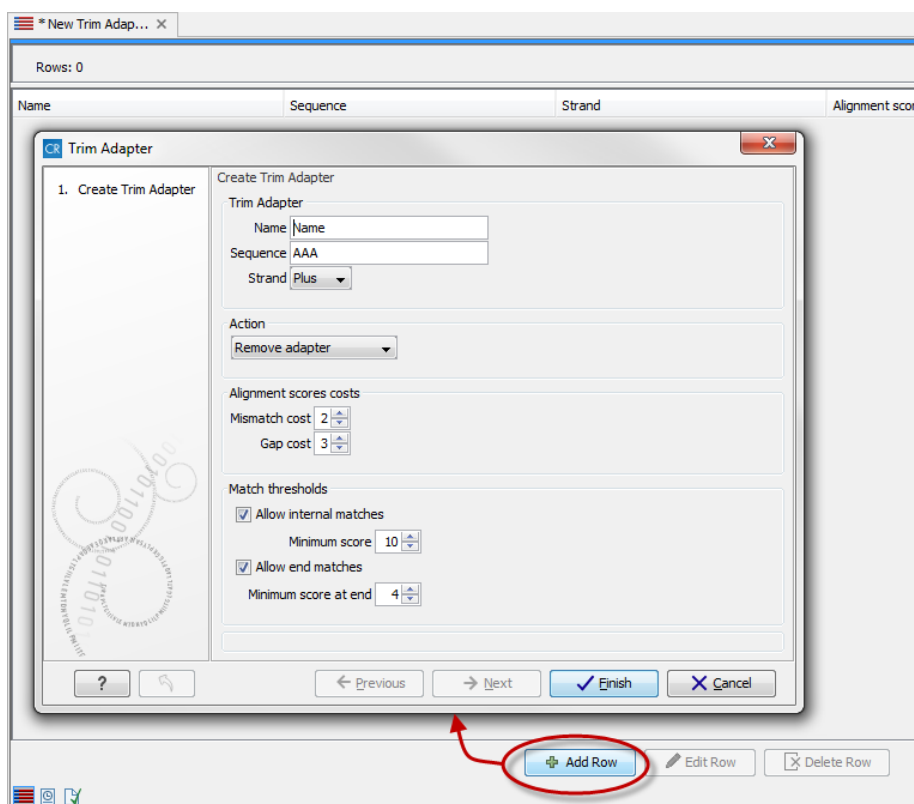 * New Trim Adap...
Rows: 0
Name Sequence Strand Alignment scor
CR Trim Adapter
1. Create Trim Adapter
Create Trim Adapter
Trim Adapter
Name Name
Sequence AAA
Strand Plus
Action
Remove adapter
Alignment scores costs
Mismatch cost 2
Gap cost 3
Match thresholds
Allow internal matches
Minimum score 10
Allow end matches
Minimum score at end 4
? Previous Next Finish Cancel
Add Row Edit Row Delete Row